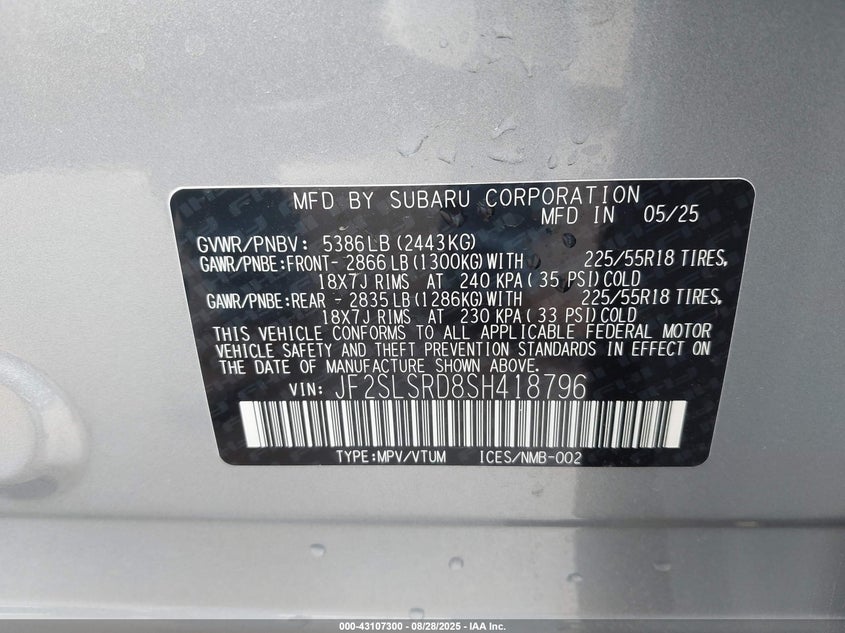 MFD BY SUBARU CORPORATION
MFD IN 05/25
GVWR/PNBV: 5386LB (2443KG)
GAWR/PNBE:FRONT- 2866LB (1300KG) WITH 225/55R18 TIRES,
18X7J RIMS AT 240 KPA ( 35 PSI) COLD
GAWR/PNBE:REAR - 2835LB (1286KG) WITH 225/55R18 TIRES,
18X7J RIMS AT 230 KPA ( 33 PSI) COLD
THIS VEHICLE CONFORMS TO ALL APPLICABLE FEDERAL MOTOR
VEHICLE SAFETY AND THEFT PREVENTION STANDARDS IN EFFECT ON
THE DATE OF MANUFACTURE SHOWN ABOVE.
VIN: JF2SLSRD8SH418796
TYPE:MPV/VTUM ICES/NMB-002
000-43107300 - 08/28/2025 - IAA Inc.